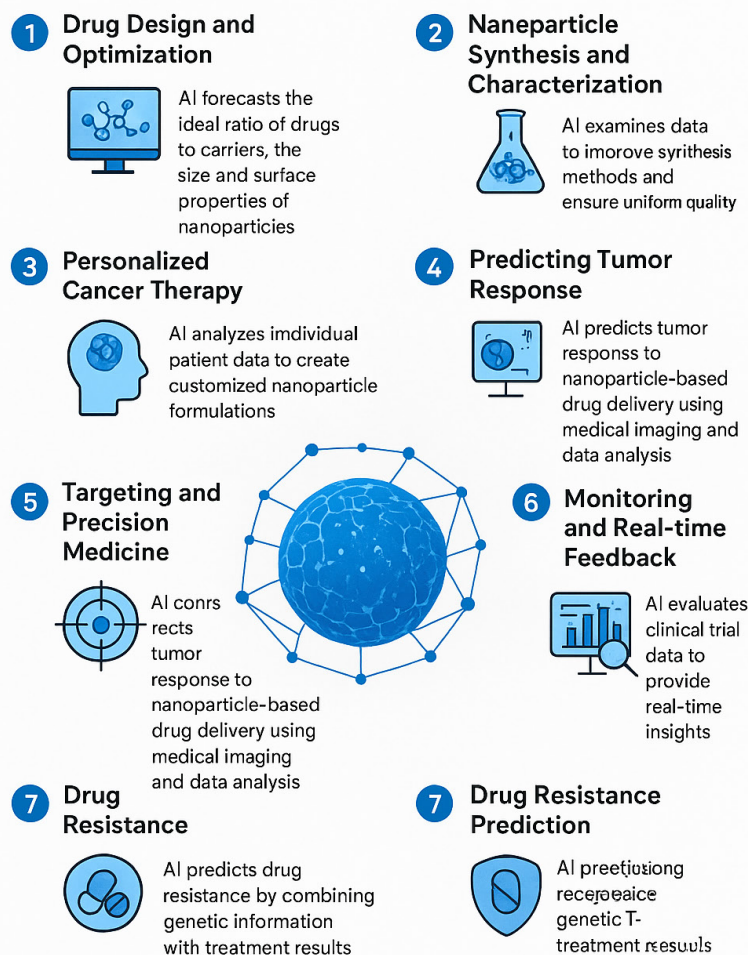 1
Drug Design and
Optimization
AI forecasts the
ideal ratio of drugs
to carriers, the
size and surface
properties of
nanoparticies
2
Naneparticle
Synthesis and
Characterization
AI examines data
to imorove syrithesis
methods and
ensure uniform quality
3
Personalized
Cancer Therapy
AI analyzes imdividual
patient data to create
customized nanoparticle
formulations
4
Predicting Tumor
Response
AI predicts tumor
responss to
nanoparticle-based
drug delivery using
medical imaging and
data analysis
5
Targeting and
Precision
Medicine
AI conrs
rects
tumor
response to
nanoparticle-based
drug delivery using
medical imaging
and data analysis
6
Monitoring
and Real-time
Feedback
AI evaluates
clinical trial
data to
provide
real-time
insights
7
Drug
Resistance
AI predicts drug
resistance by combining
genetic information
with treatment results
7
Drug Resistance
Prediction
AI
genetic T-
treatment